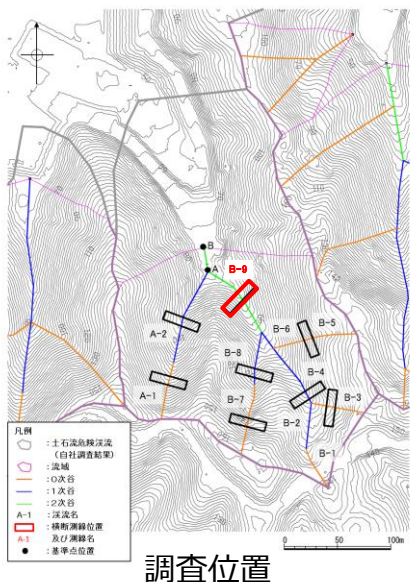 B
A
B-9
A-2
B-6
B-5
B-8
B-4
A-1
B-7
B-3
B-2
B-1
凡例
：土石流危険渓流
（自社調査結果）
：流域
：0次谷
：1次谷
：2次谷
A-1 ：渓流名
：横断測線位置
A-1 及び測線名
：基準点位置
0 50 100m
調査位置